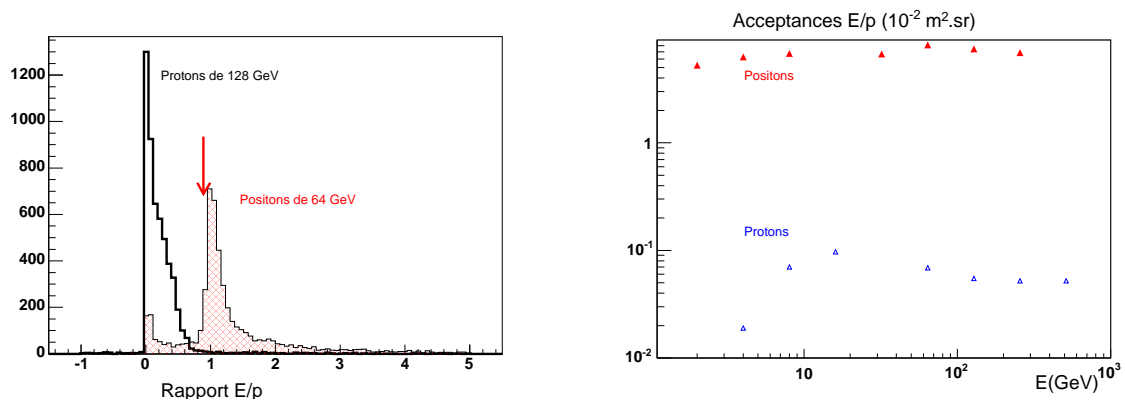 1200
1000
800
600
400
200
0
-1 0 1 2 3 4 5
Protons de 128 GeV
Positons de 64 GeV
Rapport E/p
Acceptances E/p (10⁻² m².sr)
1
10⁻¹
10⁻²
10 10² 10³
Positons
Protons
E(GeV)